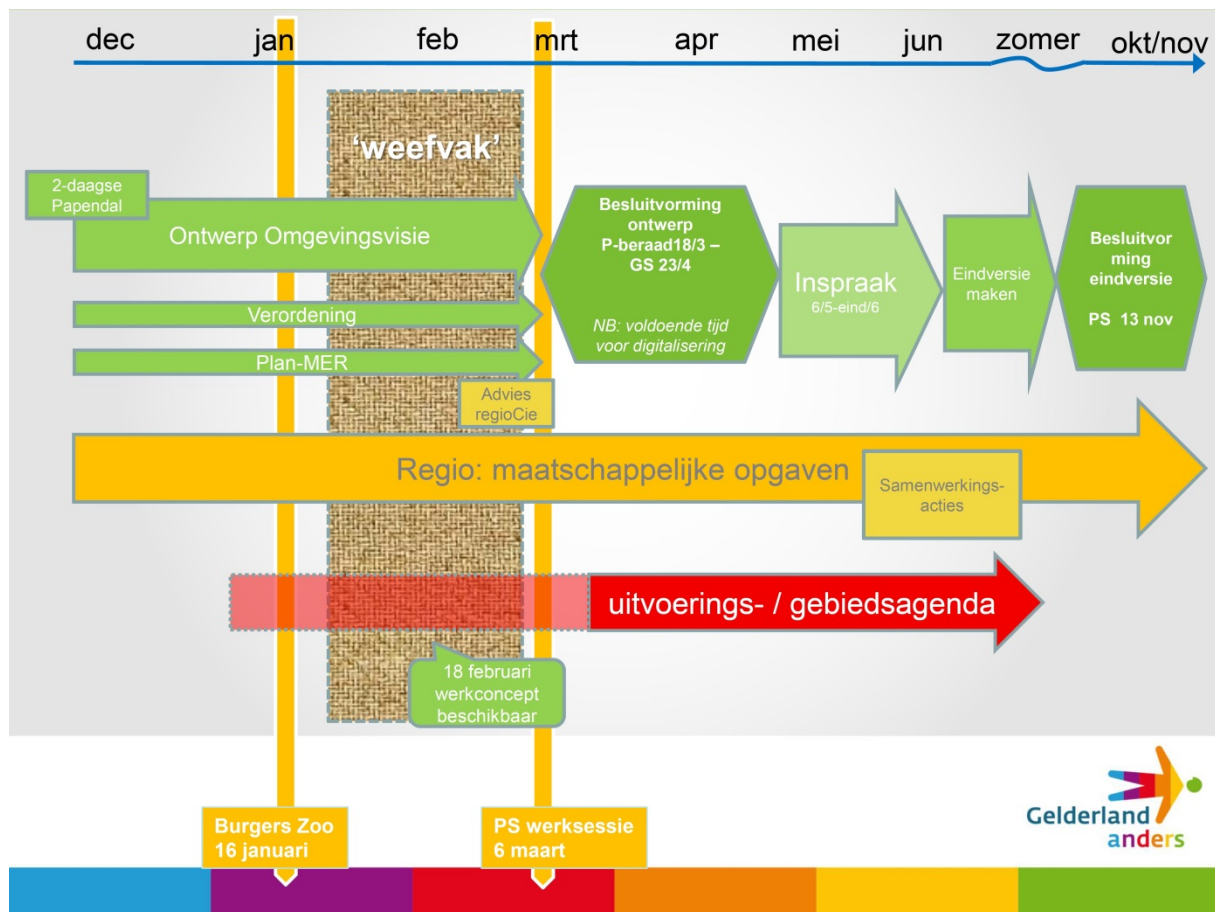 dec jan feb mrt apr mei jun zomer okt/nov
‘weefvak’
2-daagse
Papendal
Ontwerp Omgevingsvisie
Verordening
Plan-MER
Besluitvorming
ontwerp
P-beraad18/3 –
GS 23/4
NB: voldoende tijd
voor digitalisering
Inspraak
6/5-eind/6
Eindversie
maken
Besluitvor
ming
eindversie
PS 13 nov
Advies
regioCie
Regio: maatschappelijke opgaven
Samenwerkings-
acties
uitvoerings- / gebiedsagenda
18 februari
werkconcept
beschikbaar
Burgers Zoo
16 januari
PS werksessie
6 maart
Gelderland
anders